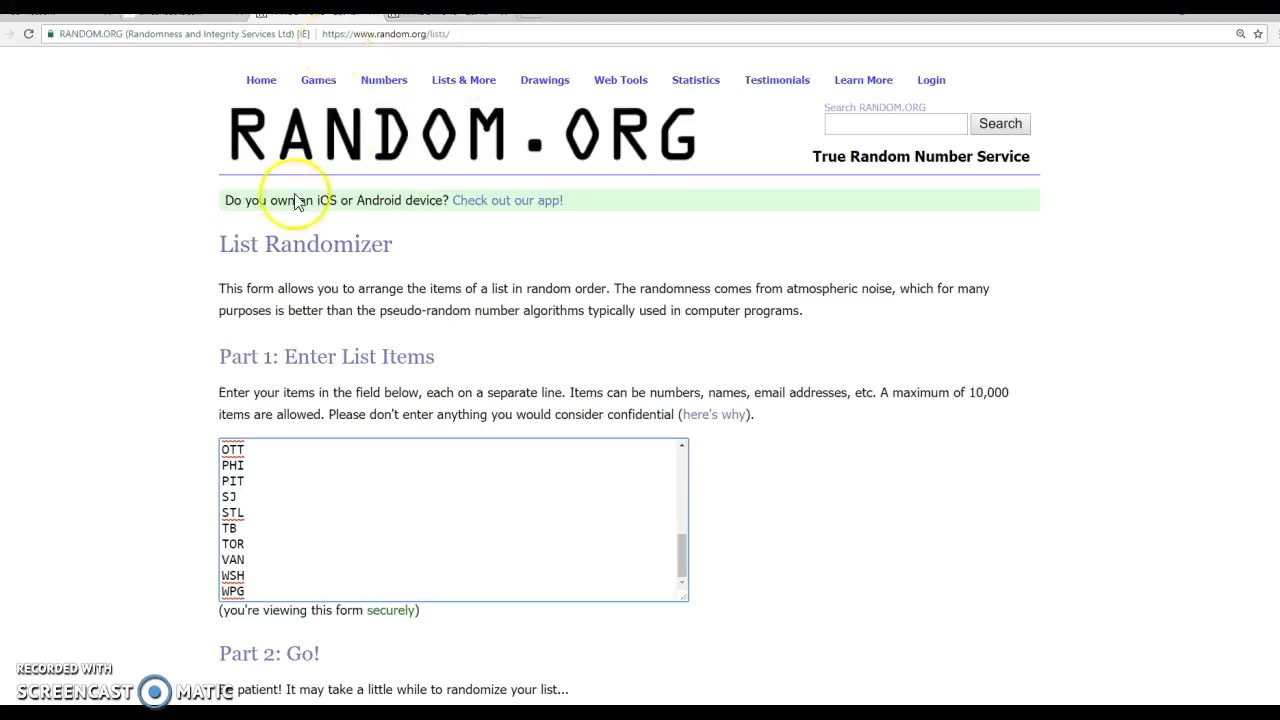 RANDOM.ORG (Randomness and Integrity Services Ltd) [IE] https://www.random.org/lists/
Home Games Numbers Lists & More Drawings Web Tools Statistics Testimonials Learn More Login
RANDOM.ORG
Search RANDOM.ORG
Search
True Random Number Service
Do you own an iOS or Android device? Check out our app!
List Randomizer
This form allows you to arrange the items of a list in random order. The randomness comes from atmospheric noise, which for many
purposes is better than the pseudo-random number algorithms typically used in computer programs.
Part 1: Enter List Items
Enter your items in the field below, each on a separate line. Items can be numbers, names, email addresses, etc. A maximum of 10,000
items are allowed. Please don't enter anything you would consider confidential (here's why).
OTT
PHI
PIT
SJ
STL
TB
TOR
VAN
WSH
WPG
(you're viewing this form securely)
Part 2: Go!
patient! It may take a little while to randomize your list...
RECORDED WITH
SCREENCAST MATIC